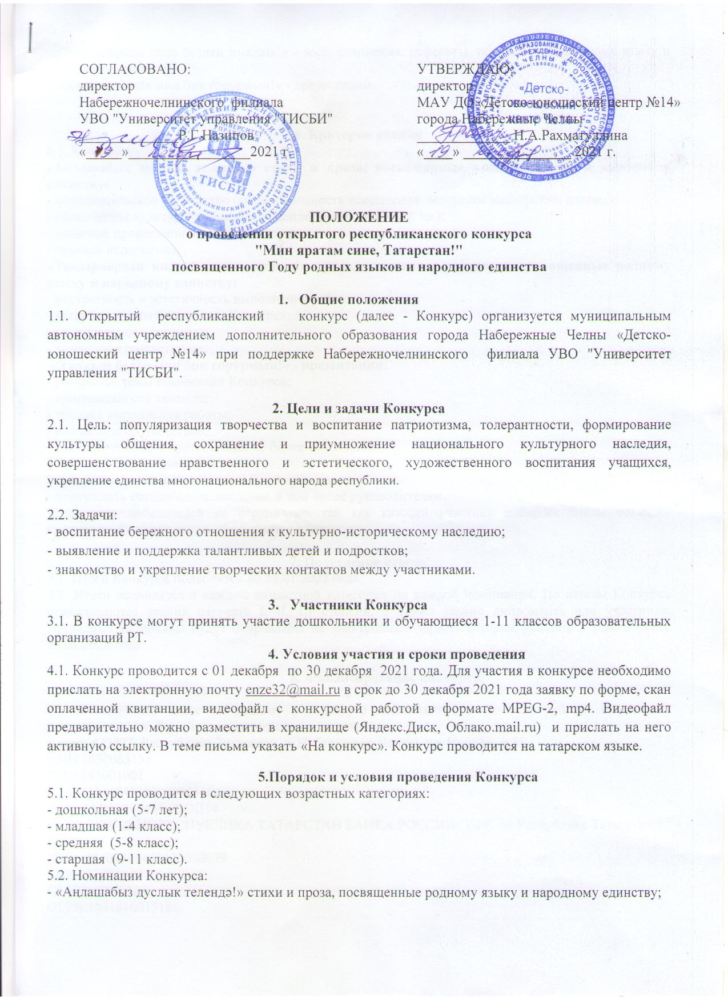 СОГЛАСОВАНО:
директор
Набережночелнинского филиала
УВО "Университет управления "ТИСБИ"
Р.Г.Назипов
« 19 » 2021 г.
УТВЕРЖДАЮ:
директор
МАУ ДО «Детско-юношеский центр №14»
города Набережные Челны
Н.А.Рахматуллина
« 19 » 2021 г.
«ТИСБИ»
«Детско-
юношеский
центр № 14»
ПОЛОЖЕНИЕ
о проведении открытого республиканского конкурса
"Мин яратам сине, Татарстан!"
посвященного Году родных языков и народного единства
1. Общие положения
1.1. Открытый республиканский конкурс (далее - Конкурс) организуется муниципальным
автономным учреждением дополнительного образования города Набережные Челны «Детско-
юношеский центр №14» при поддержке Набережночелнинского филиала УВО "Университет
управления "ТИСБИ".
2. Цели и задачи Конкурса
2.1. Цель: популяризация творчества и воспитание патриотизма, толерантности, формирование
культуры общения, сохранение и приумножение национального культурного наследия,
совершенствование нравственного и эстетического, художественного воспитания учащихся,
укрепление единства многонационального народа республики.
2.2. Задачи:
- воспитание бережного отношения к культурно-историческому наследию;
- выявление и поддержка талантливых детей и подростков;
- знакомство и укрепление творческих контактов между участниками.
3. Участники Конкурса
3.1. В конкурсе могут принять участие дошкольники и обучающиеся 1-11 классов образовательных
организаций РТ.
4. Условия участия и сроки проведения
4.1. Конкурс проводится с 01 декабря по 30 декабря 2021 года. Для участия в конкурсе необходимо
прислать на электронную почту enze32@mail.ru в срок до 30 декабря 2021 года заявку по форме, скан
оплаченной квитанции, видеофайл с конкурсной работой в формате MPEG-2, mp4. Видеофайл
предварительно можно разместить в хранилище (Яндекс.Диск, Облако.mail.ru) и прислать на него
активную ссылку. В теме письма указать «На конкурс». Конкурс проводится на татарском языке.
5.Порядок и условия проведения Конкурса
5.1. Конкурс проводится в следующих возрастных категориях:
- дошкольная (5-7 лет);
- младшая (1-4 класс);
- средняя (5-8 класс);
- старшая (9-11 класс).
5.2. Номинации Конкурса:
- «Аңлашабыз дуслык телендә!» стихи и проза, посвященные родному языку и народному единству;